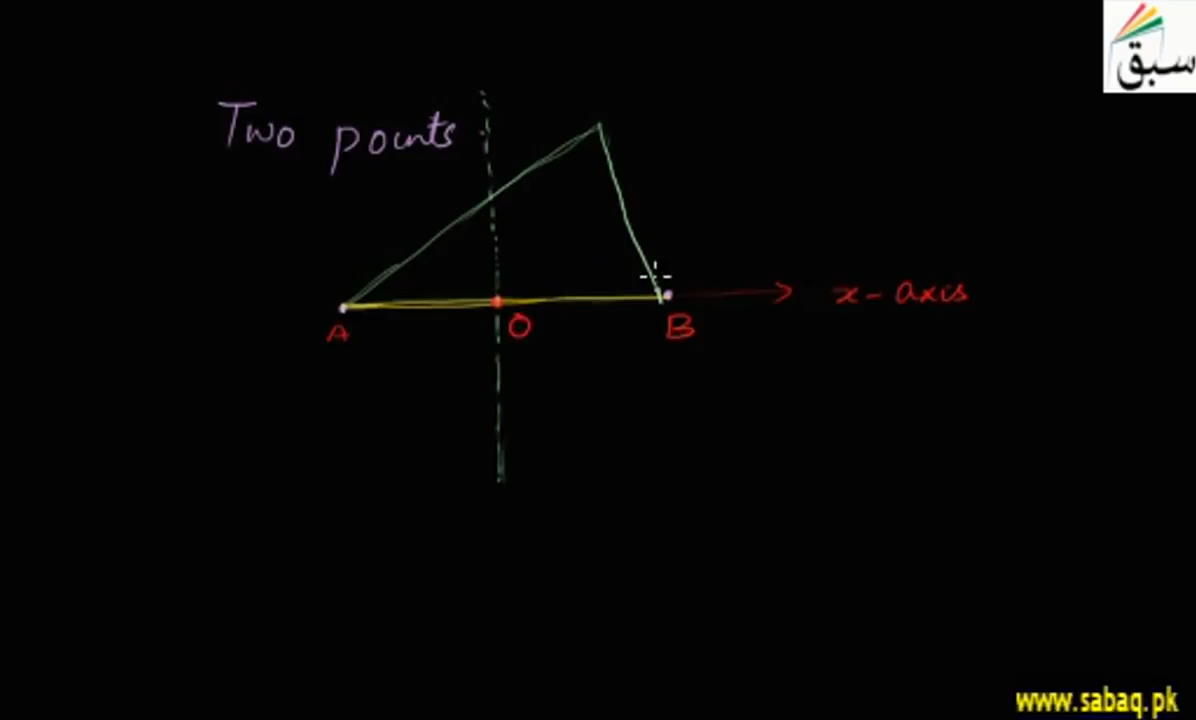 سبق
Two points
x-axis
A
O
B
www.sabaq.pk